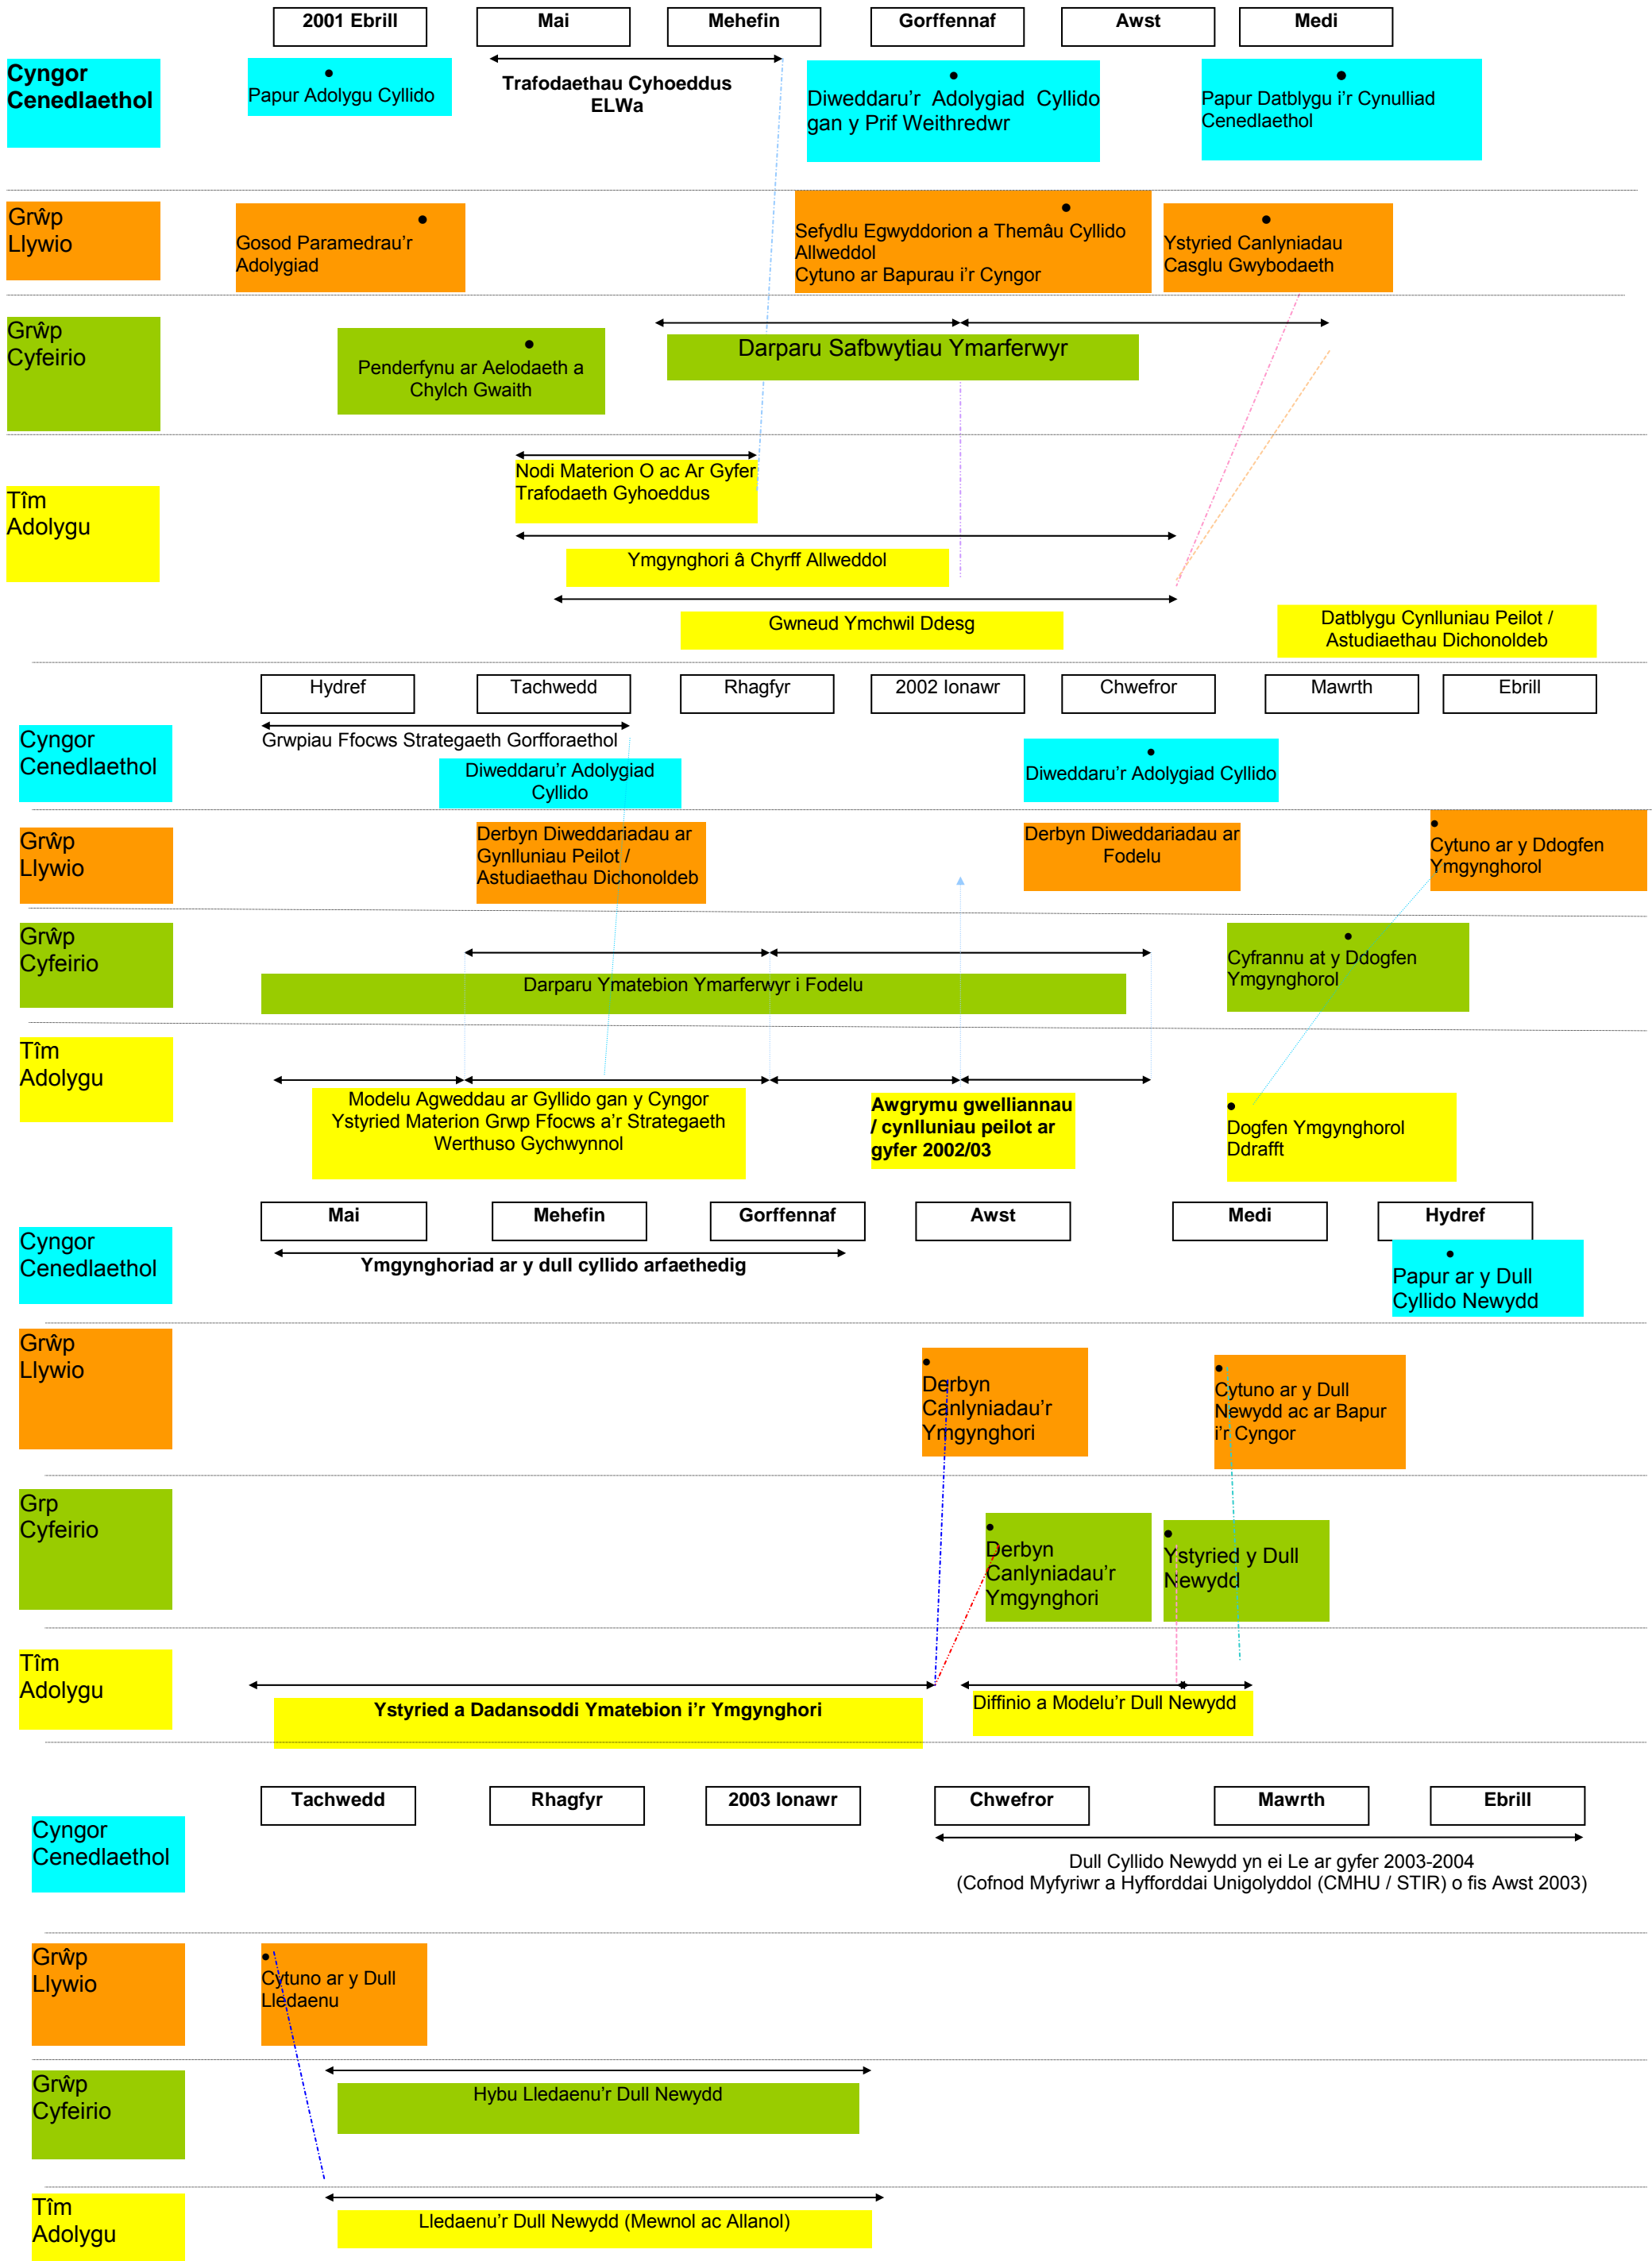 2001 Ebrill
Mai
Mehefin
Gorffennaf
Awst
Medi
Cyngor
Cenedlaethol
Papur Adolygu Cyllido
Trafodaethau Cyhoeddus
ELWa
Diweddaru'r Adolygiad Cyllido
gan y Prif Weithredwr
Papur Datblygu i'r Cynulliad
Cenedlaethol
Grŵp
Llywio
Gosod Paramedrau'r
Adolygiad
Sefydlu Egwyddorion a Themâu Cyllido
Allweddol
Cytuno ar Bapurau i'r Cyngor
Ystyried Canlyniadau
Casglu Gwybodaeth
Grŵp
Cyfeirio
Penderfynu ar Aelodaeth a
Chylch Gwaith
Darparu Safbwytiau Ymarferwyr
Tîm
Adolygu
Nodi Materion O ac Ar Gyfer
Trafodaeth Gyhoeddus
Ymgynghori â Chyrff Allweddol
Gwneud Ymchwil Ddesg
Datblygu Cynlluniau Peilot /
Astudiaethau Dichonoldeb
Hydref
Tachwedd
Rhagfyr
2002 Ionawr
Chwefror
Mawrth
Ebrill
Cyngor
Cenedlaethol
Grwpiau Ffocws Strategaeth Gorfforaethol
Diweddaru'r Adolygiad
Cyllido
Diweddaru'r Adolygiad Cyllido
Grŵp
Llywio
Derbyn Diweddariadau ar
Gynlluniau Peilot /
Astudiaethau Dichonoldeb
Derbyn Diweddariadau ar
Fodelu
Cytuno ar y Ddogfen
Ymgynghorol
Grŵp
Cyfeirio
Darparu Ymatebion Ymarferwyr i Fodelu
Cyfrannu at y Ddogfen
Ymgynghorol
Tîm
Adolygu
Modelu Agweddau ar Gyllido gan y Cyngor
Ystyried Materion Grwp Ffocws a'r Strategaeth
Werthuso Gychwynnol
Awgrymu gwelliannau
/ cynlluniau peilot ar
gyfer 2002/03
Dogfen Ymgynghorol
Ddrafft
Mai
Mehefin
Gorffennaf
Awst
Medi
Hydref
Cyngor
Cenedlaethol
Ymgynghoriad ar y dull cyllido arfaethedig
Papur ar y Dull
Cyllido Newydd
Grŵp
Llywio
Derbyn
Canlyniadau'r
Ymgynghori
Cytuno ar y Dull
Newydd ac ar Bapur
i'r Cyngor
Grp
Cyfeirio
Derbyn
Canlyniadau'r
Ymgynghori
Ystyried y Dull
Newydd
Tîm
Adolygu
Ystyried a Dadansoddi Ymatebion i'r Ymgynghori
Diffinio a Modelu'r Dull Newydd
Tachwedd
Rhagfyr
2003 Ionawr
Chwefror
Mawrth
Ebrill
Cyngor
Cenedlaethol
Dull Cyllido Newydd yn ei Le ar gyfer 2003-2004
(Cofnod Myfyriwr a Hyfforddai Unigolyddol (CMHU / STIR) o fis Awst 2003)
Grŵp
Llywio
Cytuno ar y Dull
Lledaenu
Grŵp
Cyfeirio
Hybu Lledaenu'r Dull Newydd
Tîm
Adolygu
Lledaenu'r Dull Newydd (Mewnol ac Allanol)